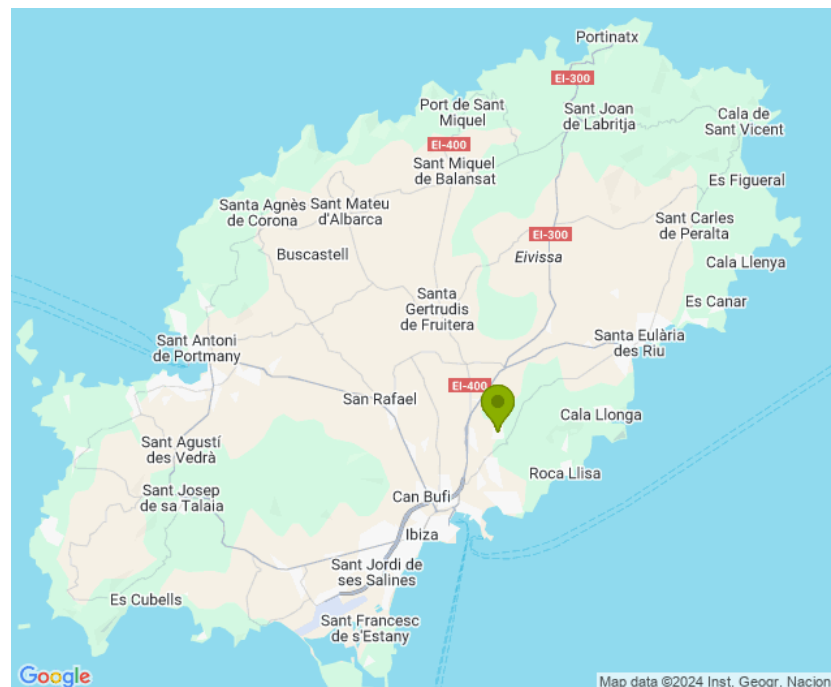 Portinatx
EI-300
Port de Sant
Miquel
Sant Joan
de Labritja
Cala de
Sant Vicent
EI-400
Sant Miquel
de Balansat
Es Figueral
Santa Agnès
de Corona
Sant Mateu
d'Albarca
Sant Carles
de Peralta
EI-300
Buscastell
Eivissa
Cala Llenya
Santa
Gertrudis
de Fruitera
Es Canar
Sant Antoni
de Portmany
Santa Eulària
des Riu
EI-400
San Rafael
Cala Llonga
Sant Agustí
des Vedrà
Roca Llisa
Sant Josep
de sa Talaia
Can Bufi
Ibiza
Sant Jordi de
ses Salines
Es Cubells
Sant Francesc
de s'Estany
Google
Map data ©2024 Inst. Geogr. Nacion